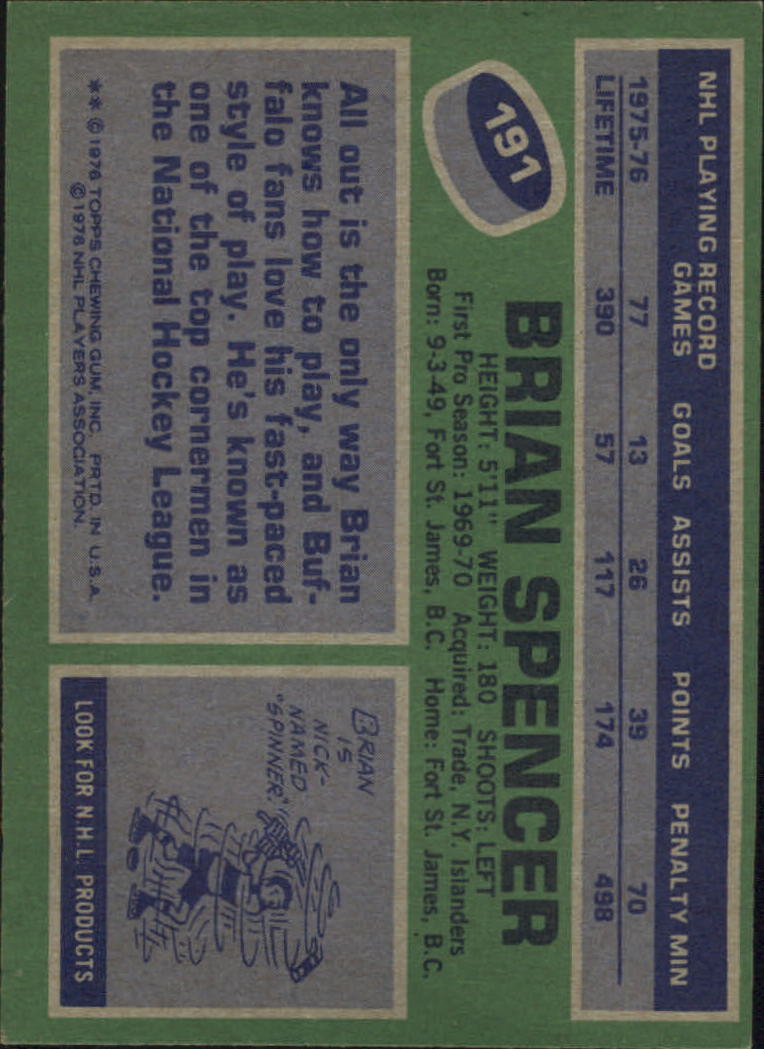 NHL PLAYING RECORD
GAMES GOALS ASSISTS POINTS PENALTY MIN
1975-76 77 13 26 39 70
LIFETIME 390 57 117 174 498
191
BRIAN SPENCER
HEIGHT: 5'11" WEIGHT: 180 SHOOTS: LEFT
First Pro Season: 1969-70 Acquired: Trade, N.Y. Islanders
Born: 9-3-49, Fort St. James, B.C. Home: Fort St. James, B.C.
All out is the only way Brian
knows how to play, and Buf-
falo fans love his fast-paced
style of play. He's known as
one of the top cornermen in
the National Hockey League.
** © 1976 TOPPS CHEWING GUM, INC. PRTD. IN U.S.A.
© 1976 NHL PLAYERS ASSOCIATION.
BRIAN
IS
NICK-
NAMED
"SPINNER."
LOOK FOR N.H.L. PRODUCTS